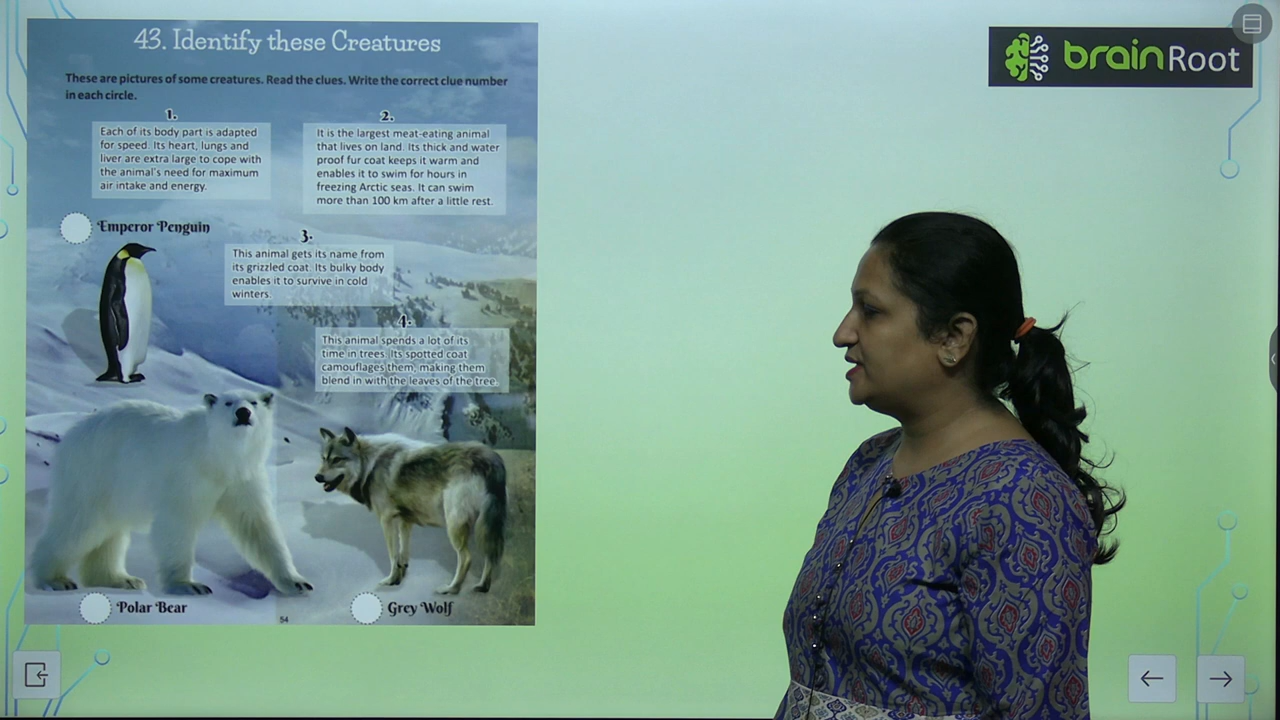 43. Identify these Creatures
These are pictures of some creatures. Read the clues. Write the correct clue number
in each circle.
1.
Each of its body part is adapted
for speed. Its heart, lungs and
liver are extra large to cope with
the animal's need for maximum
air intake and energy.
2.
It is the largest meat-eating animal
that lives on land. Its thick and water
proof fur coat keeps it warm and
enables it to swim for hours in
freezing Arctic seas. It can swim
more than 100 km after a little rest.
Emperor Penguin
3.
This animal gets its name from
its grizzled coat. Its bulky body
enables it to survive in cold
winters.
4.
This animal spends a lot of its
time in trees. Its spotted coat
camouflages them, making them
blend in with the leaves of the tree.
Polar Bear
Grey Wolf
54
brainRoot